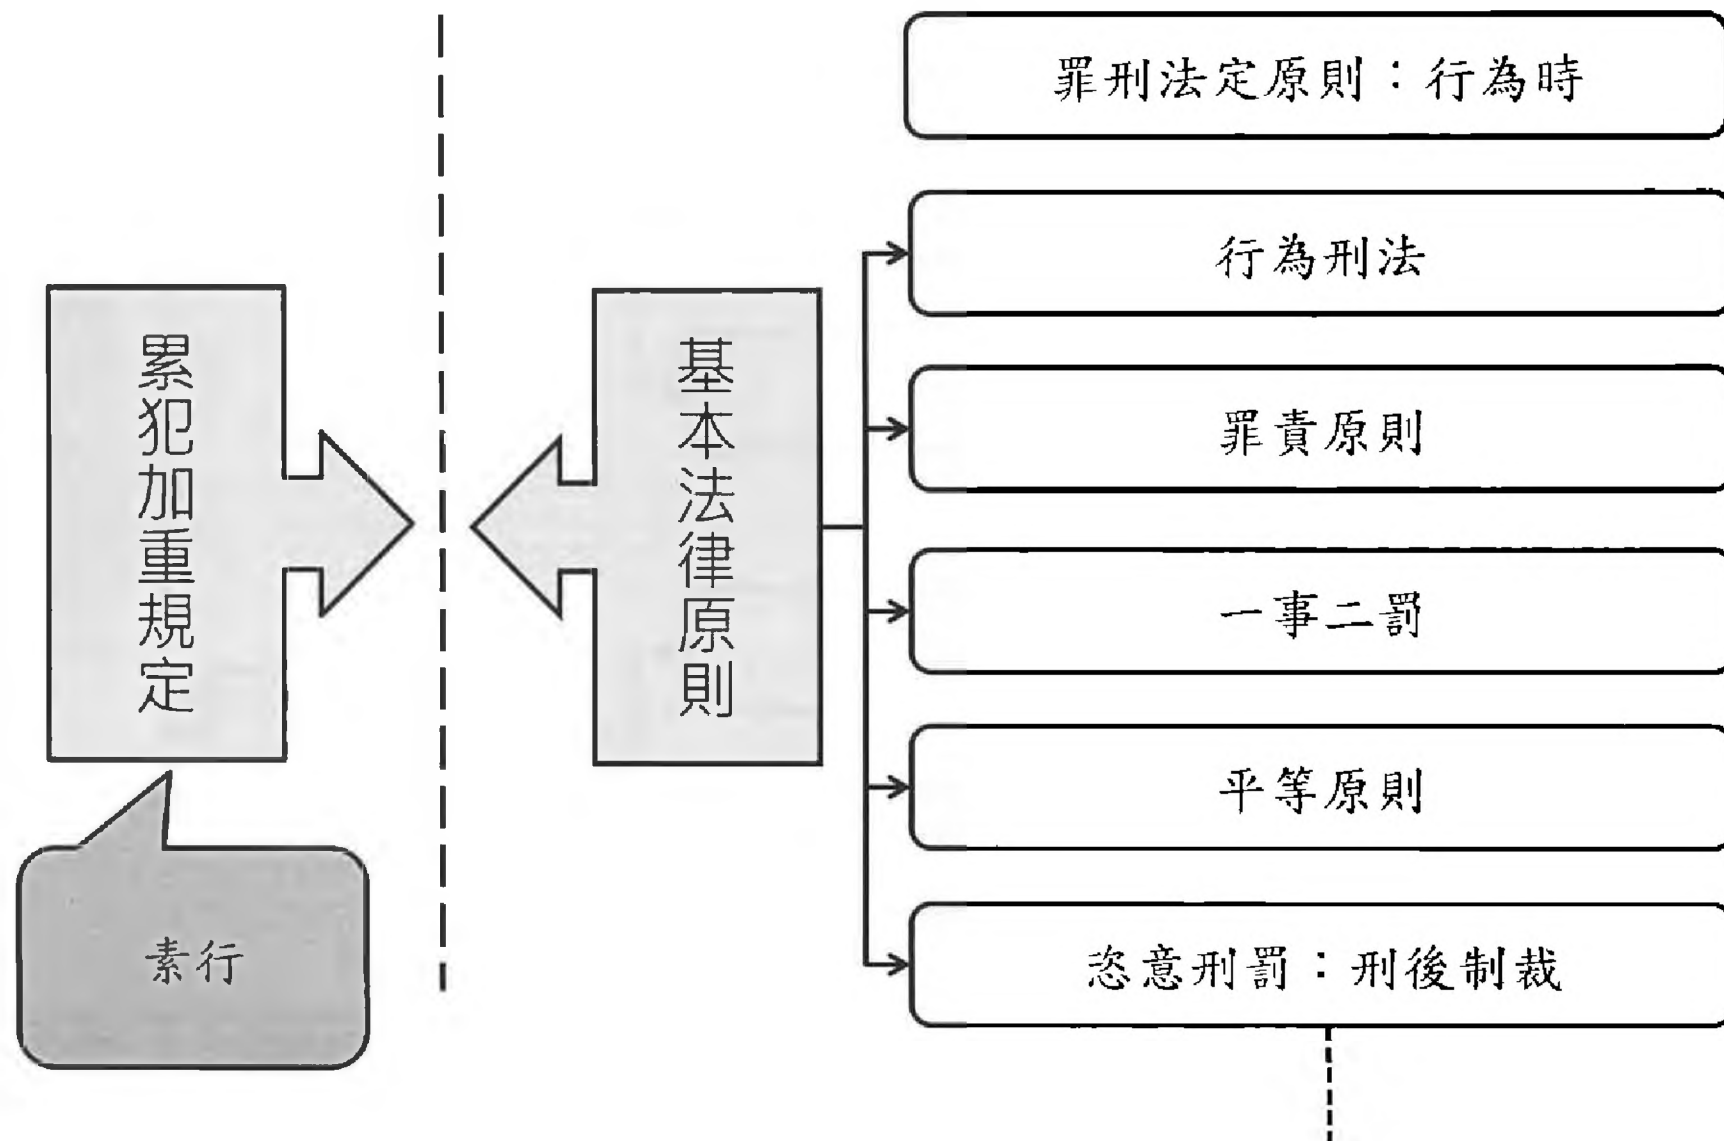 罪刑法定原則：行為時
行為刑法
累犯加重規定
基本法律原則
罪責原則
一事二罰
平等原則
素行
恣意刑罰：刑後制裁